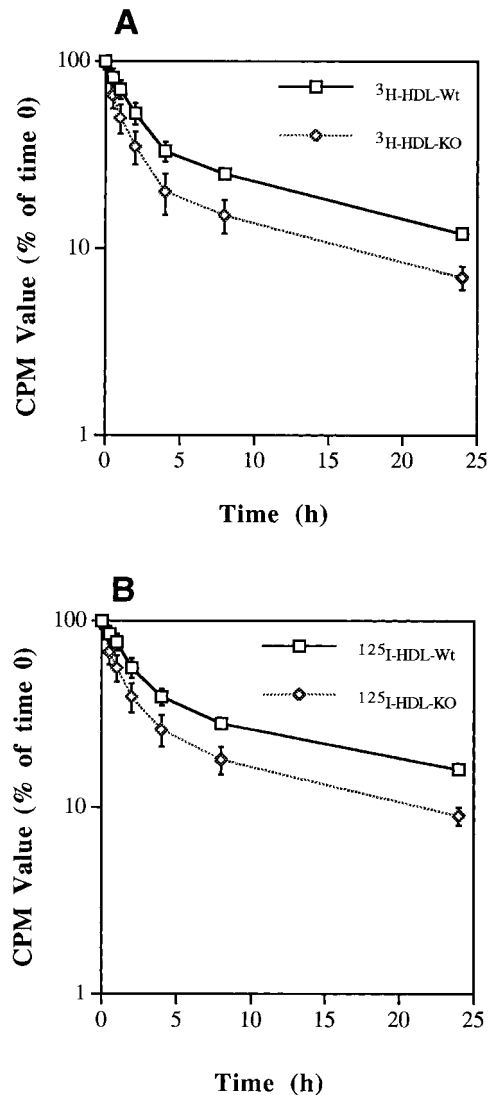 A
100
10
1
CPM Value (% of time 0)
³H-HDL-Wt
³H-HDL-KO
0 5 10 15 20 25
Time (h)
B
100
10
1
CPM Value (% of time 0)
¹²⁵I-HDL-Wt
¹²⁵I-HDL-KO
0 5 10 15 20 25
Time (h)